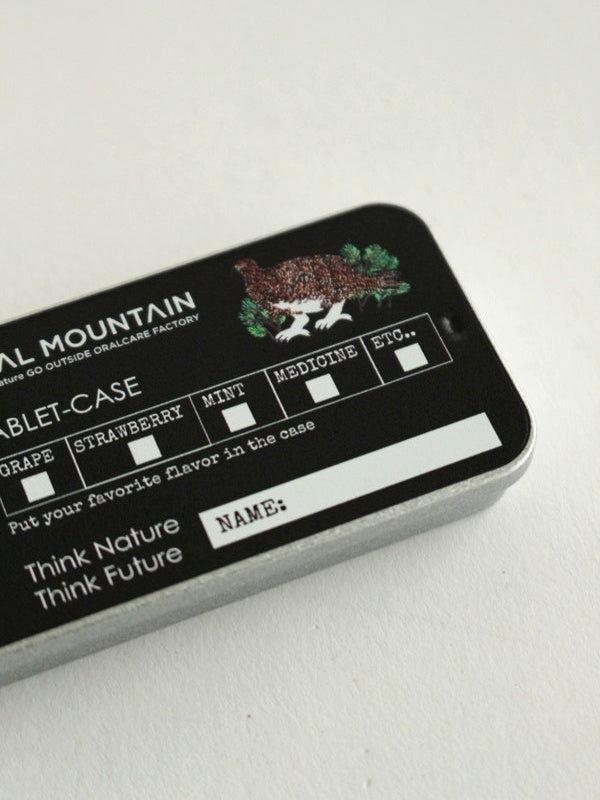 AL MOUNTAIN
ature GO OUTSIDE ORALCARE FACTORY
ABLET-CASE
GRAPE STRAWBERRY MINT MEDICINE ETC..
Put your favorite flavor in the case
Think Nature
Think Future
NAME: